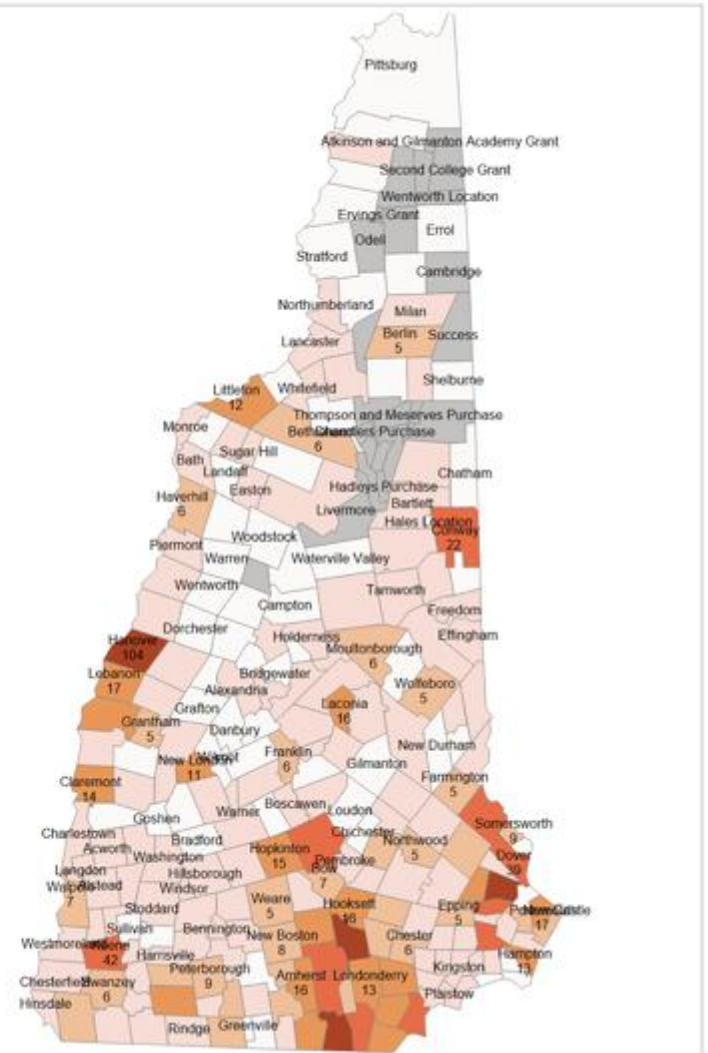 Pittsburg
Atkinson and Gilmanton Academy Grant
Second College Grant
Wentworth Location
Ervings Grant
Errol
Odell
Stratford
Cambridge
Northumberland
Milan
Berlin
5
Success
Lancaster
Shelburne
Whitefield
Littleton
12
Thompson and Meserves Purchase
Monroe
Chandlers Purchase
6
Sugar Hill
Bath
Landaff
Chatham
Easton
Hadleys Purchase
Haverhill
6
Bartlett
Livermore
Hales Location
Conway
22
Woodstock
Piermont
Warren
Waterville Valley
Wentworth
Tamworth
Campton
Freedom
Dorchester
Holderness
Effingham
Hanover
104
Moultonborough
6
Lebanon
17
Bridgewater
Alexandria
Wolfeboro
5
Grafton
Laconia
16
Grantham
5
Danbury
New Durham
Franklin
6
New London
11
Gilmanton
Claremont
14
Farmington
5
Boscawen
Warner
Loudon
Goshen
Somersworth
9
Charlestown
Bradford
Chichester
Northwood
5
Acworth
Hopkinton
15
Washington
Pembroke
Dover
Bow
7
Langdon
Hillsborough
Alstead
Windsor
7
Weare
5
Hooksett
16
Epping
5
Stoddard
New Castle
17
Sullivan
Bennington
New Boston
8
Chester
6
Keene
42
Harrisville
Hampton
13
Peterborough
9
Kingston
Amherst
16
Londonderry
13
Chesterfield
Swanzey
6
Plaistow
Hinsdale
Rindge
Greenville